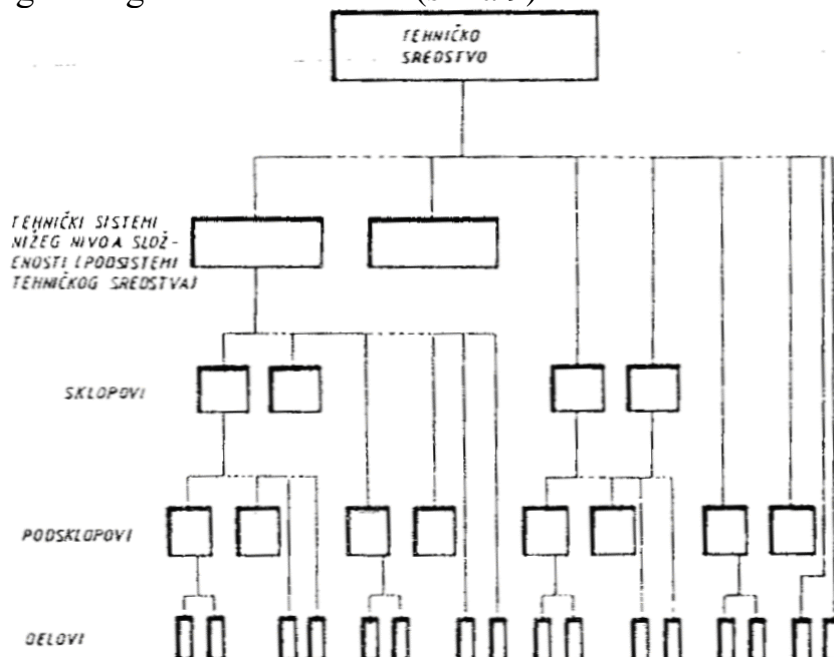 TEHNIČKO
SREDSTVO
TEHNIČKI SISTEMI
NIŽEG NIVOA SLOŽ-
ENOSTI (PODSISTEMI
TEHNIČKOG SREDSTVA)
SKLOPOVI
PODSKLOPOVI
DELOVI